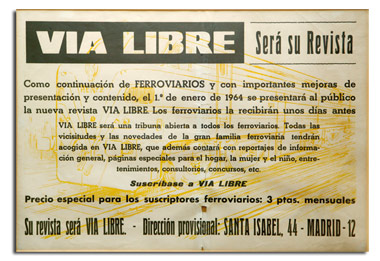 VIA LIBRE Será su Revista
Como continuación de FERROVIARIOS y con importantes mejoras de
presentación y contenido, el 1.º de enero de 1964 se presentará al público
la nueva revista VIA LIBRE. Los ferroviarios la recibirán unos días antes
VIA LIBRE será una tribuna abierta a todos los ferroviarios. Todas las
vicisitudes y las novedades de la gran familia ferroviaria tendrán
acogida en VIA LIBRE, que además contará con reportajes de infor-
mación general, páginas especiales para el hogar, la mujer y el niño, entre-
tenimientos, consultorios, concursos, etc.
Suscríbase a VIA LIBRE
Precio especial para los suscriptores ferroviarios: 3 ptas. mensuales
Su revista será VIA LIBRE. - Dirección provisional: SANTA ISABEL, 44 - MADRID-12